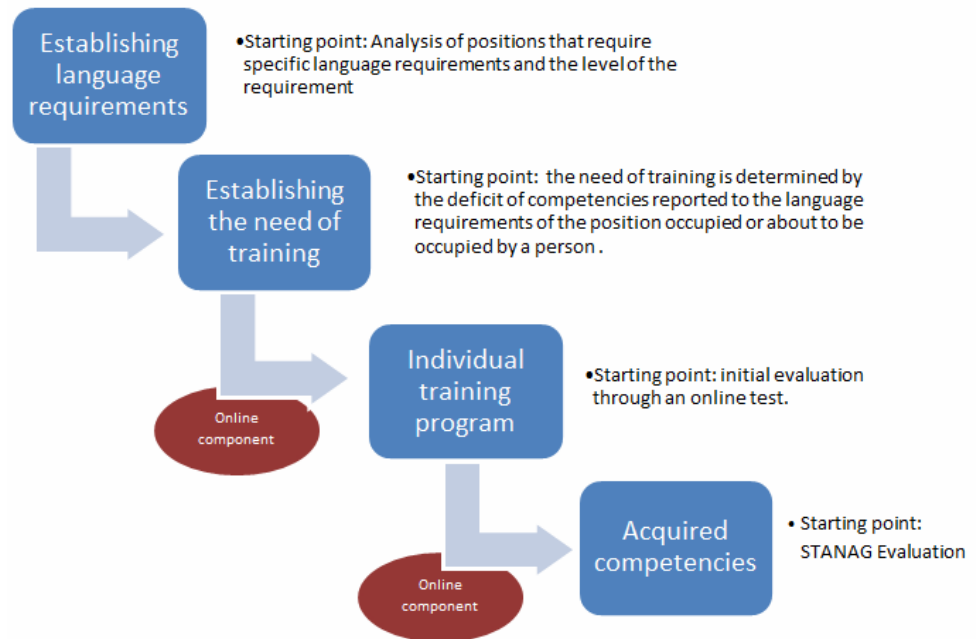 Establishing
language
requirements
•Starting point: Analysis of positions that require
specific language requirements and the level of the
requirement
Establishing
the need of
training
•Starting point:  the need of training is determined by
the deficit of competencies reported to the language
requirements of the position occupied or about to be
occupied by a person .
Online
component
Individual
training
program
•Starting point: initial evaluation
through an online test.
Online
component
Acquired
competencies
• Starting point:
STANAG Evaluation